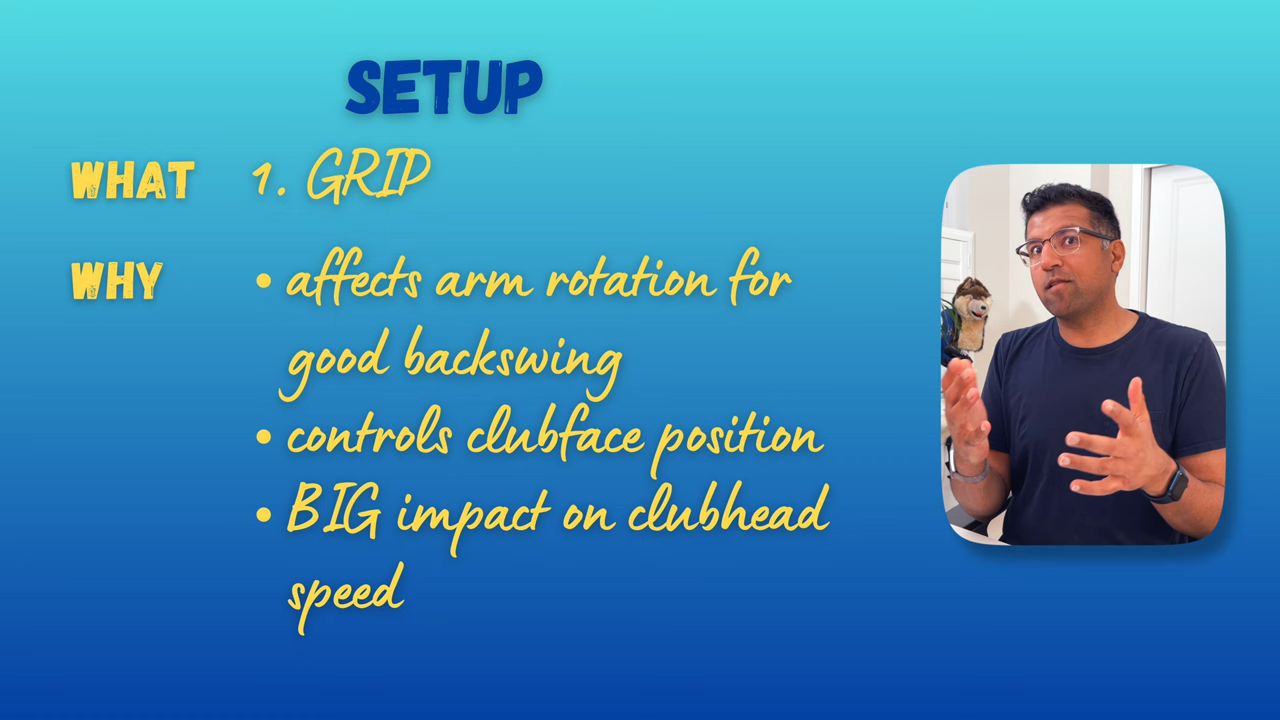 SETUP
WHAT 1. GRIP
WHY • affects arm rotation for
good backswing
• controls clubface position
• BIG impact on clubhead
speed